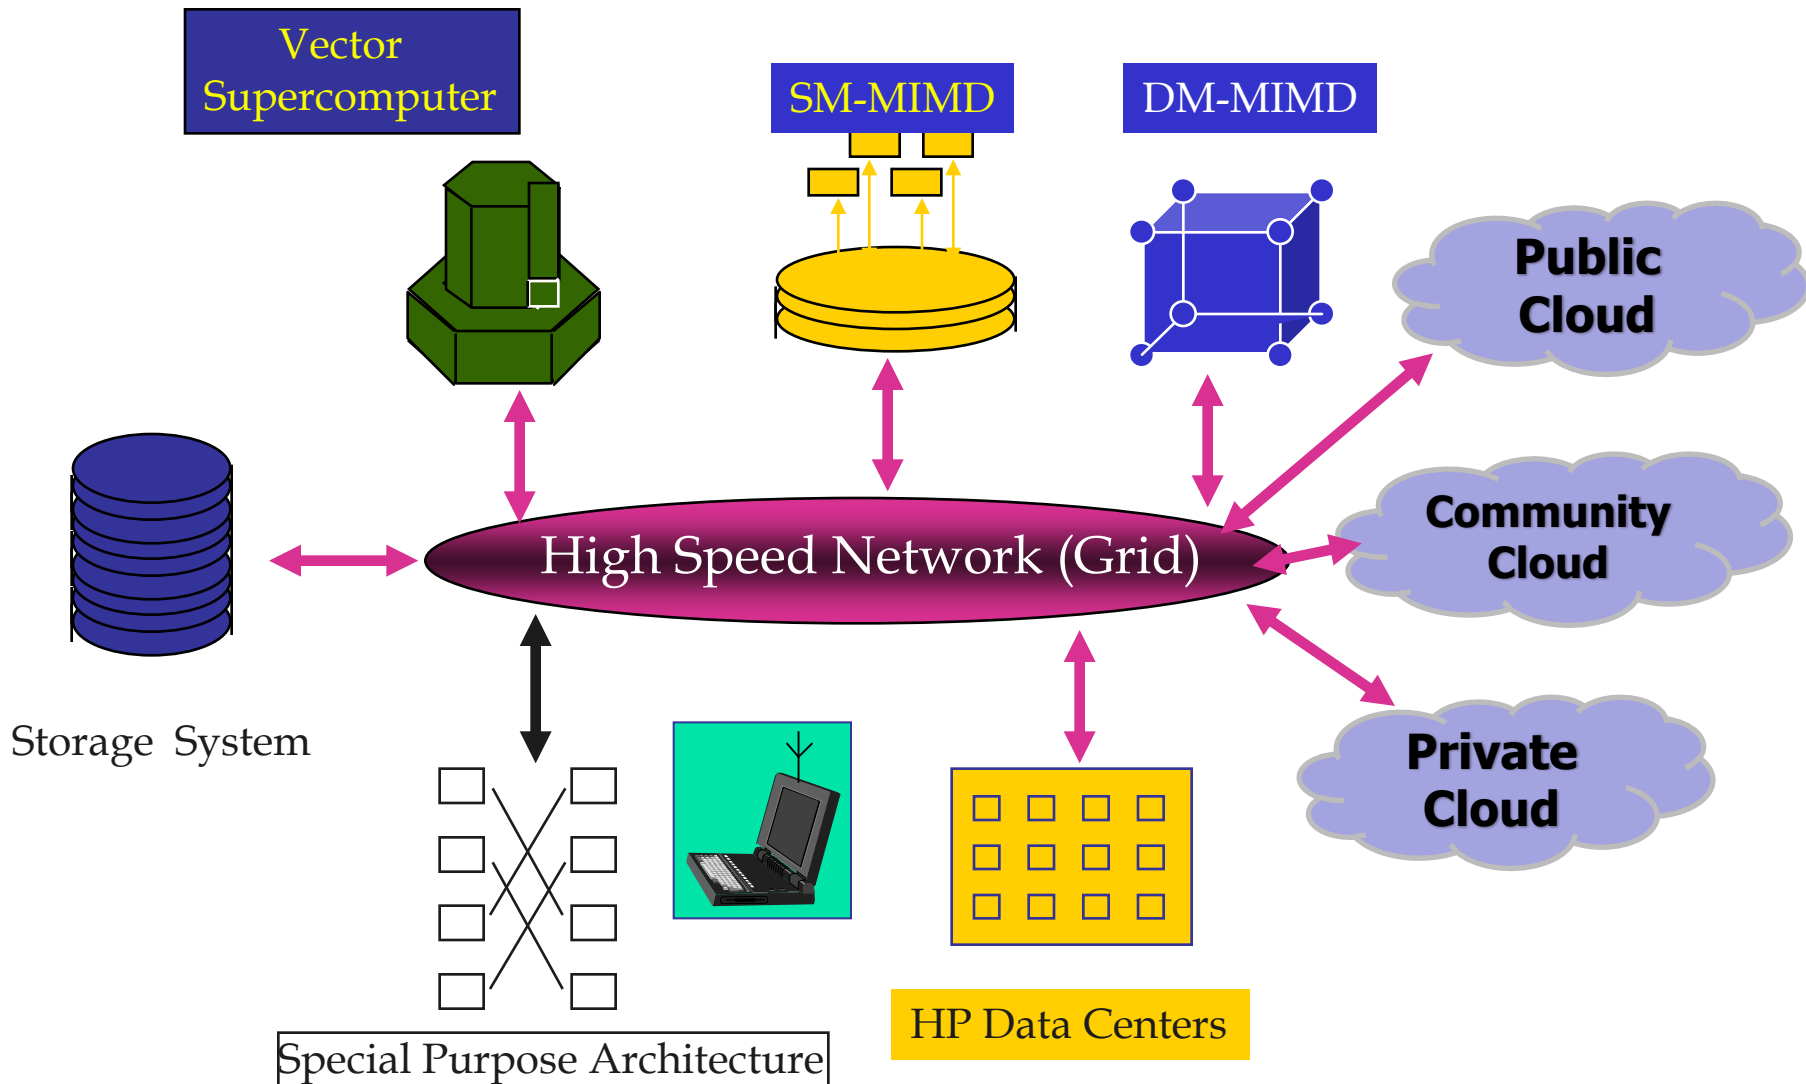 Vector
Supercomputer
SM-MIMD
DM-MIMD
Public
Cloud
Community
Cloud
High Speed Network (Grid)
Storage System
Private
Cloud
HP Data Centers
Special Purpose Architecture